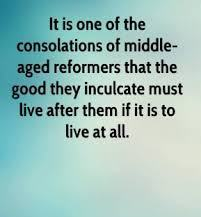 It is one of the
consolations of middle-
aged reformers that the
good they inculcate must
live after them if it is to
live at all.